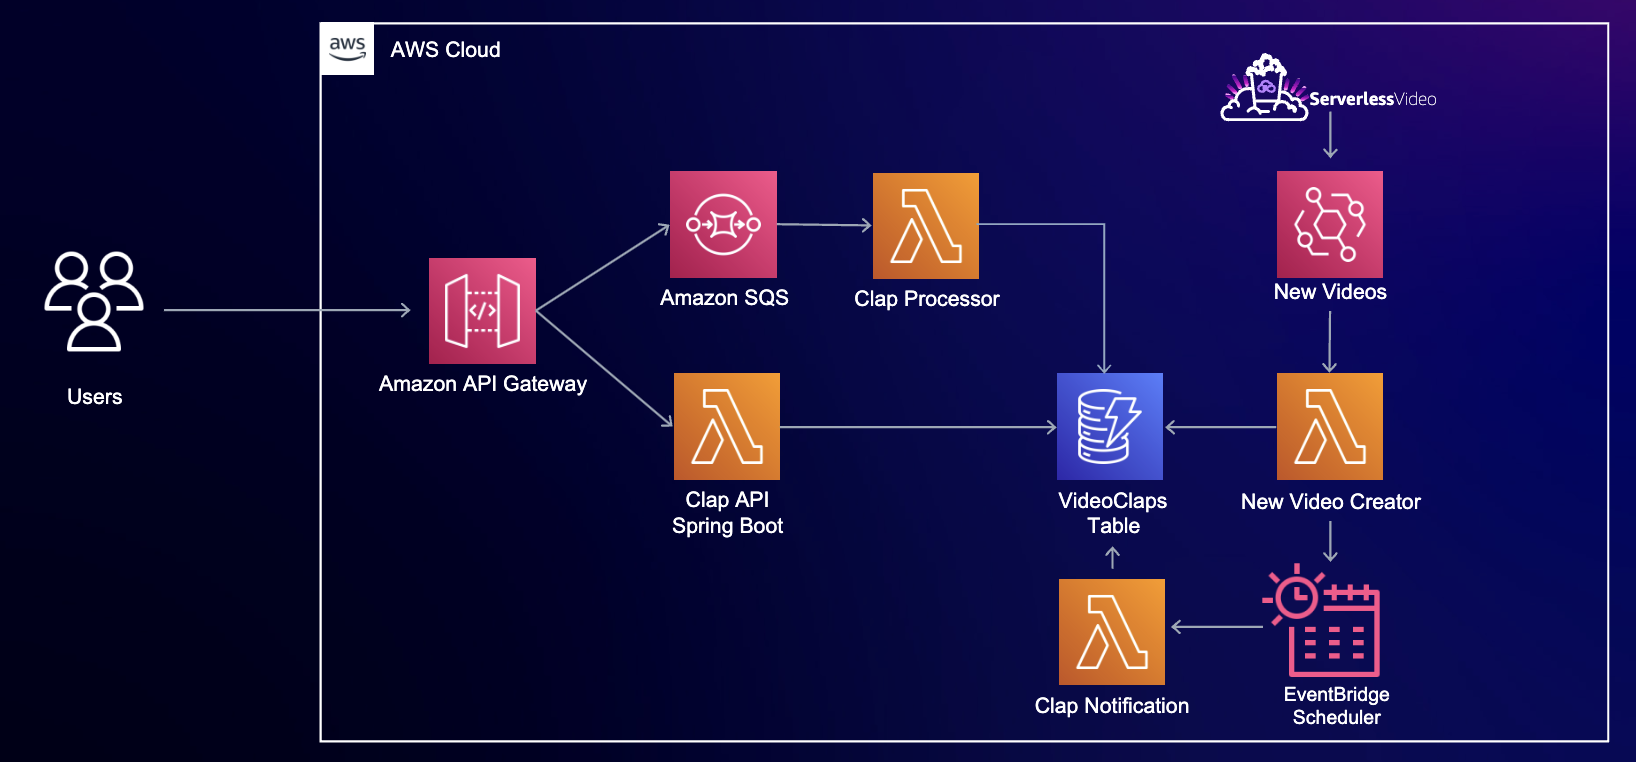 aws
AWS Cloud
ServerlessVideo
Users
Amazon API Gateway
</>
Amazon SQS
Clap Processor
New Videos
Clap API
Spring Boot
VideoClaps
Table
New Video Creator
Clap Notification
EventBridge
Scheduler